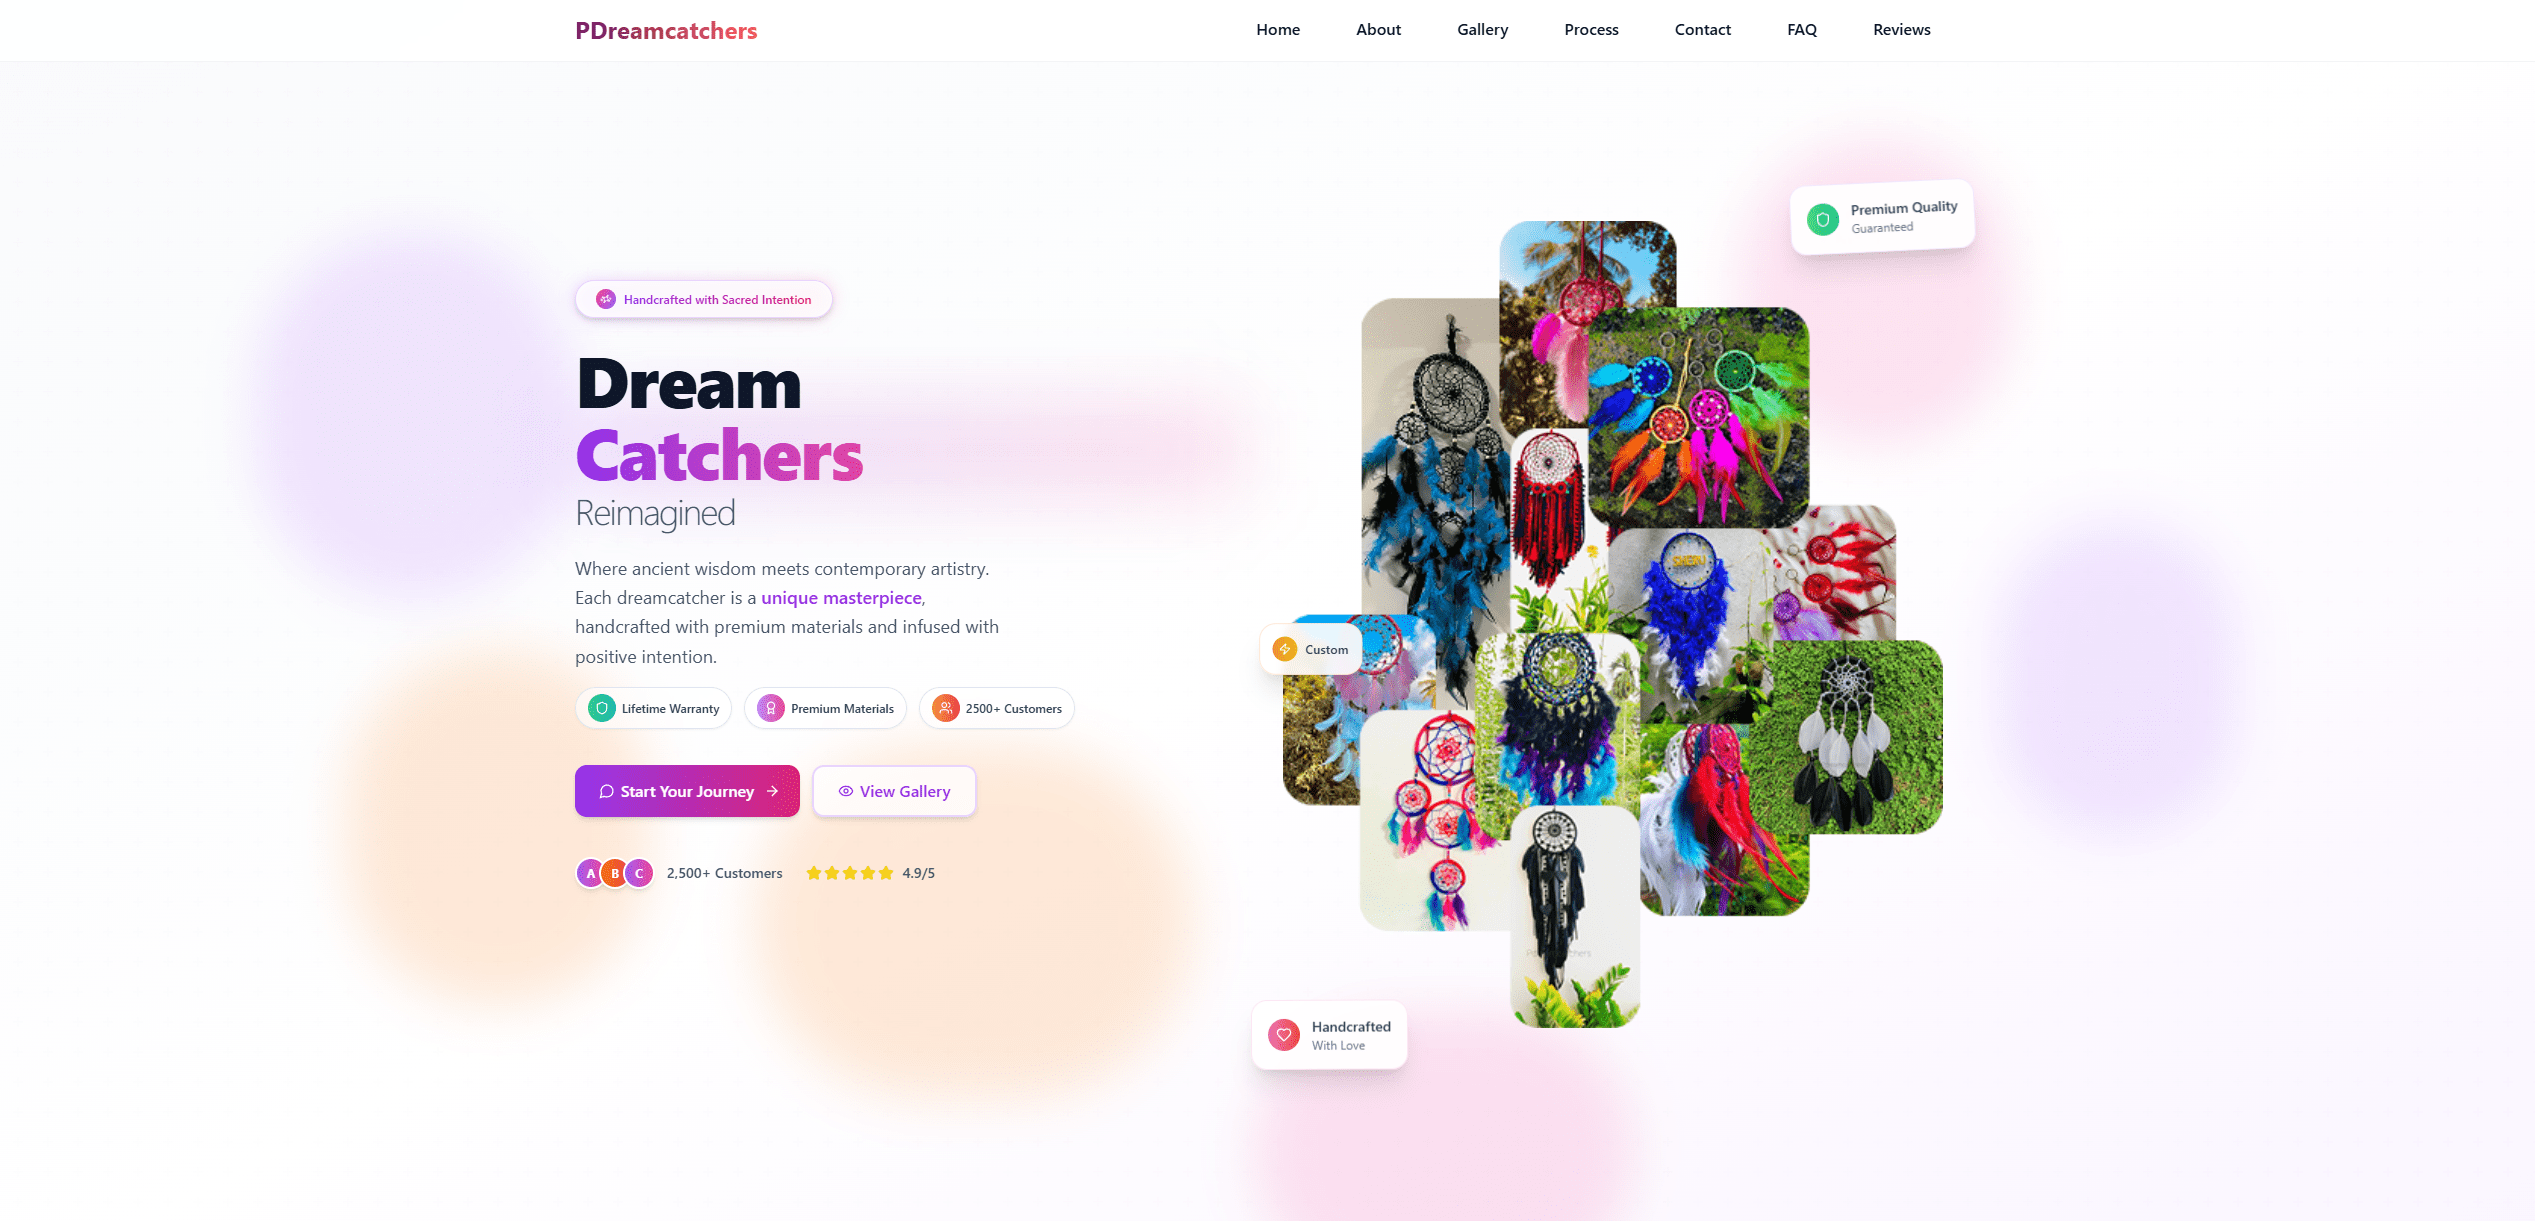 PDreamcatchers
Home
About
Gallery
Process
Contact
FAQ
Reviews
Handcrafted with Sacred Intention
Dream
Catchers
Reimagined
Where ancient wisdom meets contemporary artistry.
Each dreamcatcher is a unique masterpiece,
handcrafted with premium materials and infused with
positive intention.
Lifetime Warranty
Premium Materials
2500+ Customers
Start Your Journey
View Gallery
A
B
C
2,500+ Customers
4.9/5
Premium Quality
Guaranteed
Custom
Handcrafted
With Love